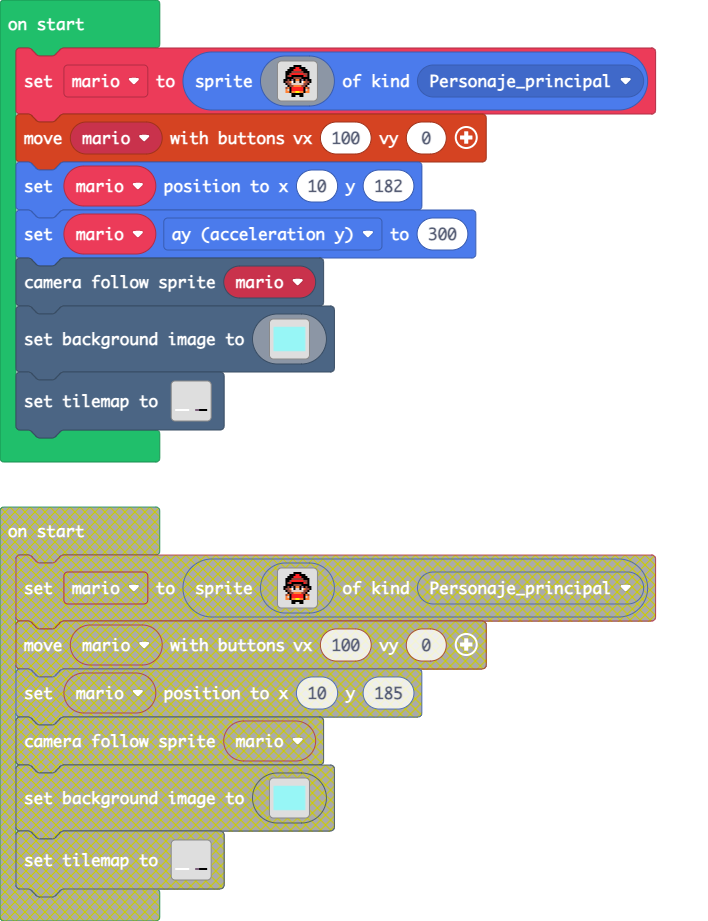 on start
set mario to sprite of kind Personaje_principal
move mario with buttons vx 100 vy 0
set mario position to x 10 y 182
set mario ay (acceleration y) to 300
camera follow sprite mario
set background image to
set tilemap to
on start
set mario to sprite of kind Personaje_principal
move mario with buttons vx 100 vy 0
set mario position to x 10 y 185
camera follow sprite mario
set background image to
set tilemap to